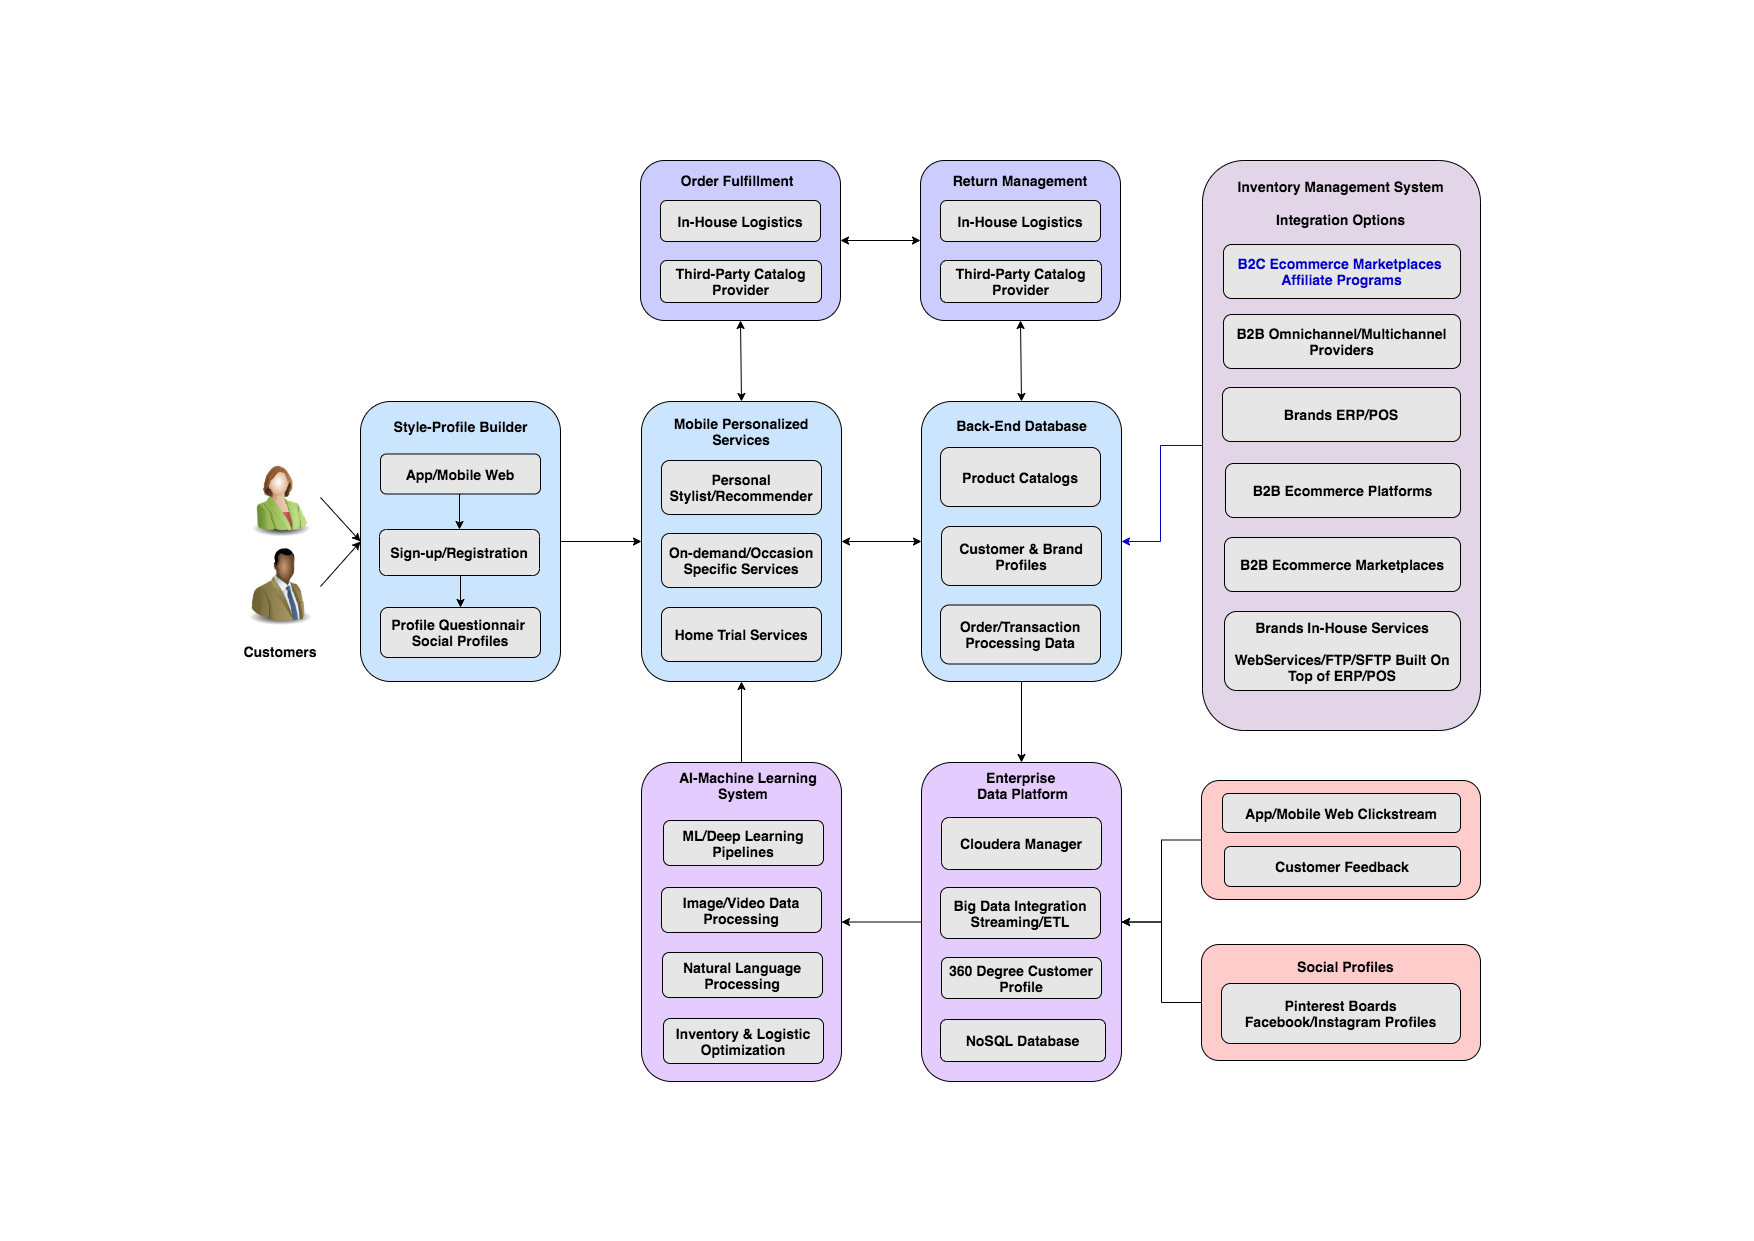 Order Fulfillment
In-House Logistics
Third-Party Catalog
Provider
Return Management
In-House Logistics
Third-Party Catalog
Provider
Inventory Management System
Integration Options
B2C Ecommerce Marketplaces
Affiliate Programs
B2B Omnichannel/Multichannel
Providers
Brands ERP/POS
B2B Ecommerce Platforms
B2B Ecommerce Marketplaces
Brands In-House Services
WebServices/FTP/SFTP Built On
Top of ERP/POS
Customers
Style-Profile Builder
App/Mobile Web
Sign-up/Registration
Profile Questionnair
Social Profiles
Mobile Personalized
Services
Personal
Stylist/Recommender
On-demand/Occasion
Specific Services
Home Trial Services
Back-End Database
Product Catalogs
Customer & Brand
Profiles
Order/Transaction
Processing Data
AI-Machine Learning
System
ML/Deep Learning
Pipelines
Image/Video Data
Processing
Natural Language
Processing
Inventory & Logistic
Optimization
Enterprise
Data Platform
Cloudera Manager
Big Data Integration
Streaming/ETL
360 Degree Customer
Profile
NoSQL Database
App/Mobile Web Clickstream
Customer Feedback
Social Profiles
Pinterest Boards
Facebook/Instagram Profiles